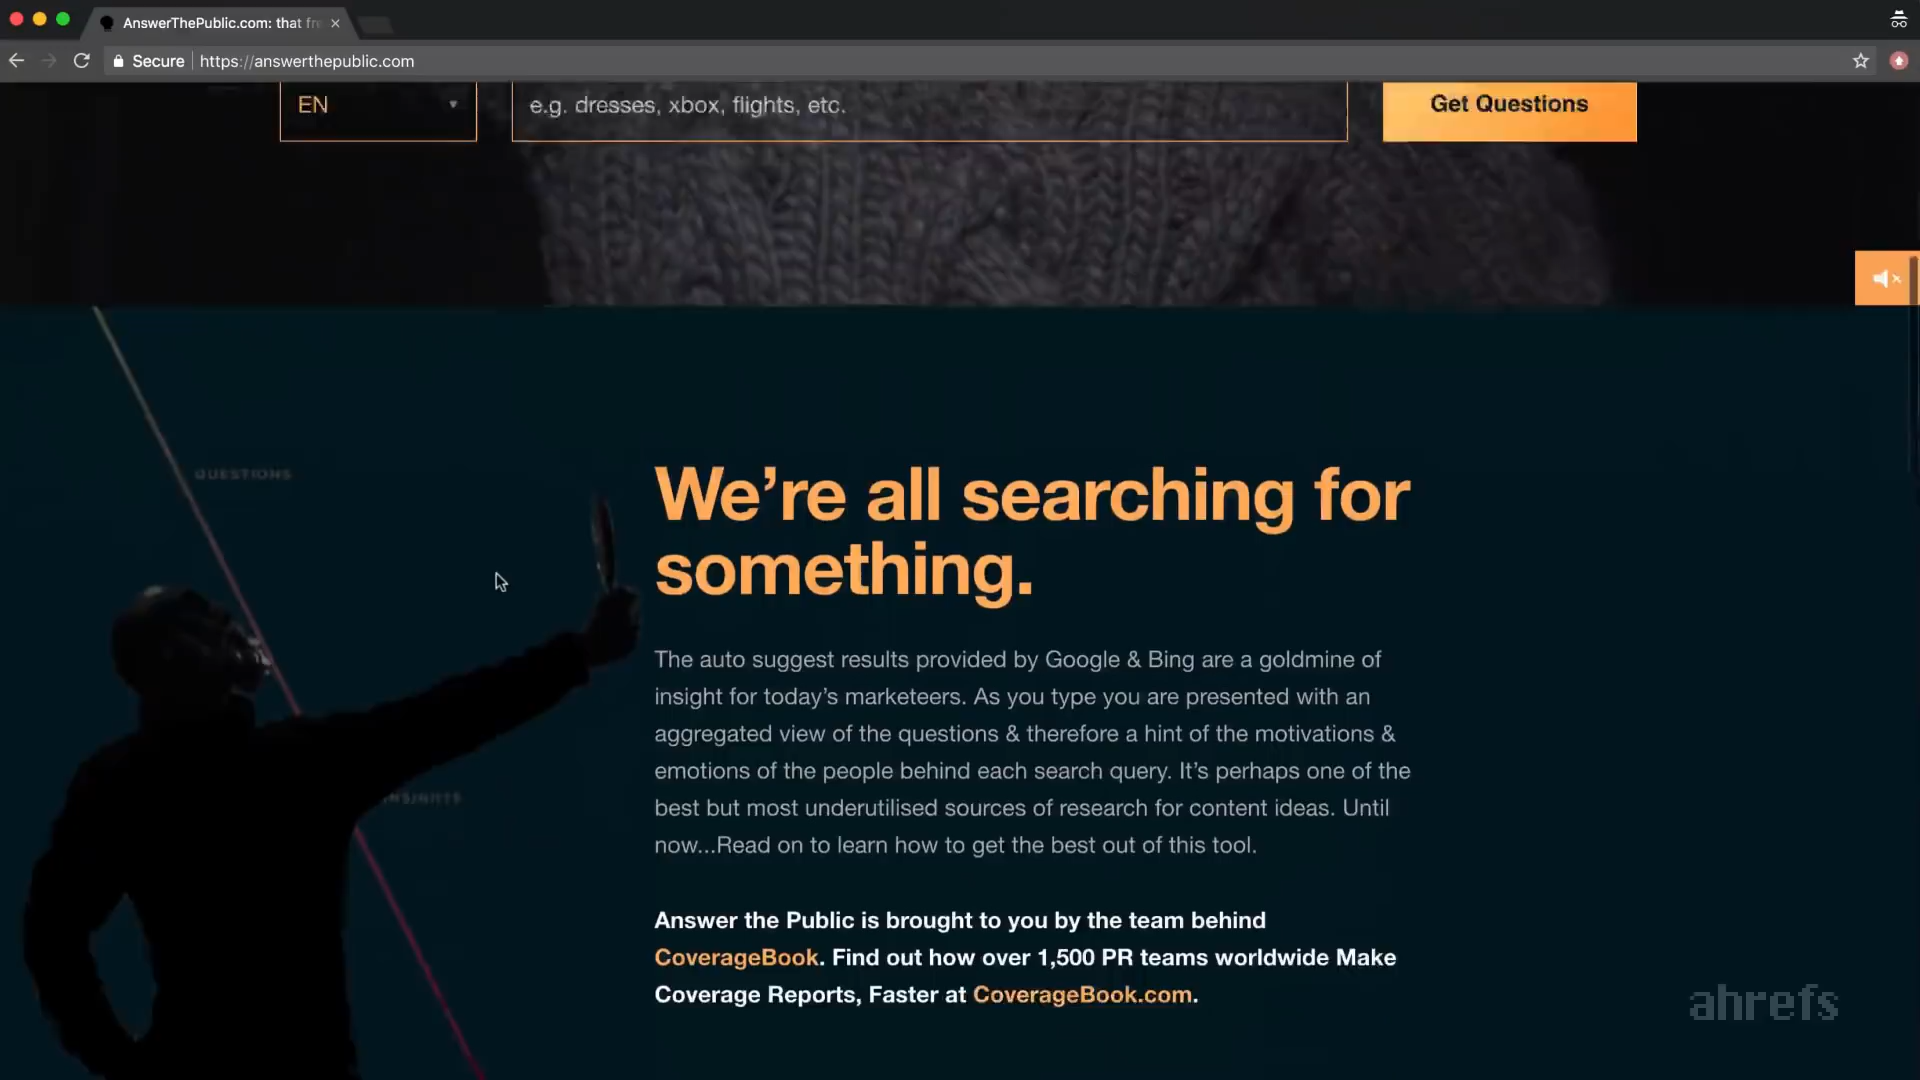 AnswerThePublic.com: that fr
Secure https://answerthepublic.com
EN
e.g. dresses, xbox, flights, etc.
Get Questions
QUESTIONS
We’re all searching for
something.
The auto suggest results provided by Google & Bing are a goldmine of
insight for today’s marketeers. As you type you are presented with an
aggregated view of the questions & therefore a hint of the motivations &
emotions of the people behind each search query. It’s perhaps one of the
best but most underutilised sources of research for content ideas. Until
now...Read on to learn how to get the best out of this tool.
Answer the Public is brought to you by the team behind
CoverageBook. Find out how over 1,500 PR teams worldwide Make
Coverage Reports, Faster at CoverageBook.com.
ahrefs